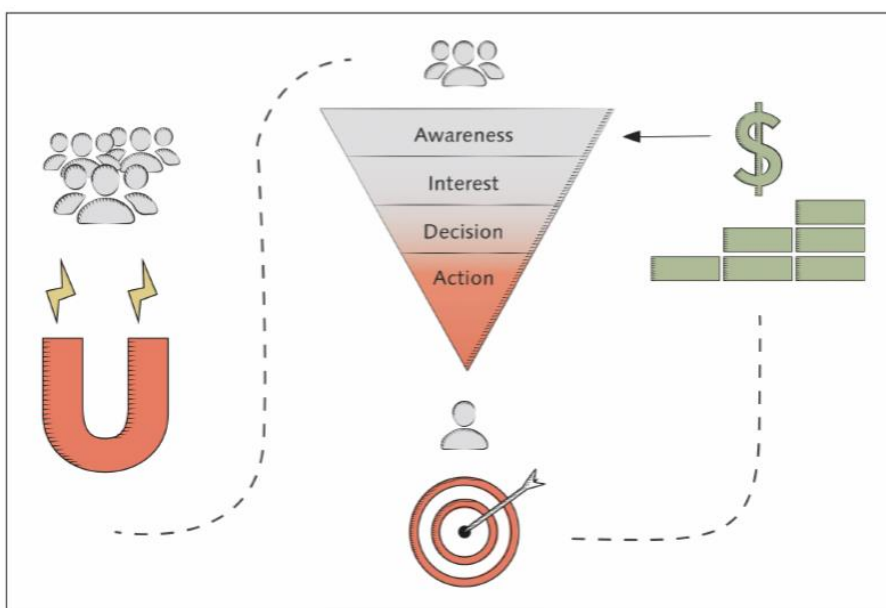 Awareness
Interest
Decision
Action
$